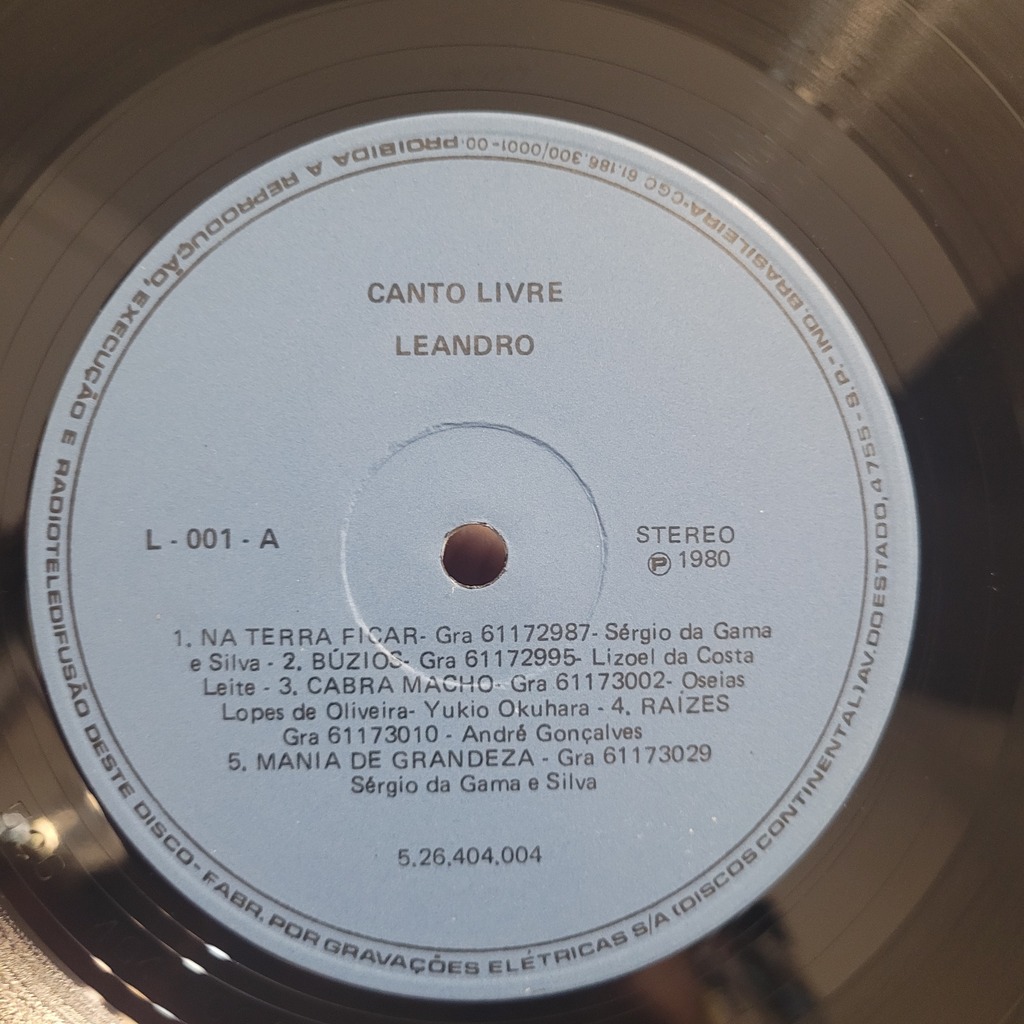 CANTO LIVRE
LEANDRO
L - 001 - A
STEREO
Ⓟ 1980
1. NA TERRA FICAR- Gra 61172987- Sérgio da Gama
e Silva - 2. BÚZIOS- Gra 61172995- Lizoel da Costa
Leite - 3. CABRA MACHO- Gra 61173002- Oseias
Lopes de Oliveira- Yukio Okuhara - 4. RAÍZES
Gra 61173010 - André Gonçalves
5. MANIA DE GRANDEZA - Gra 61173029
Sérgio da Gama e Silva
5.26.404.004
PROIBIDA A REPRODUÇÃO, EXECUÇÃO E RADIOTELEDIFUSÃO DESTE DISCO- FABR. POR GRAVAÇÕES ELÉTRICAS S/A (DISCOS CONTINENTAL) AV. DO ESTADO, 4755 - S.P. - IND. BRASILEIRA-CGC 61.186.300/0001-00